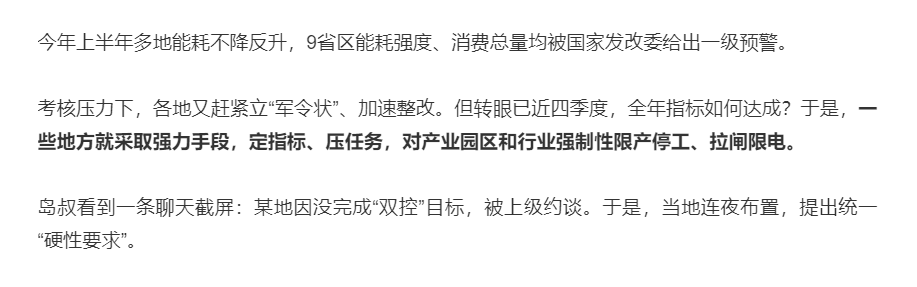 今年上半年多地能耗不降反升，9省区能耗强度、消费总量均被国家发改委给出一级预警。
考核压力下，各地又赶紧立“军令状”、加速整改。但转眼已近四季度，全年指标如何达成？于是，一
些地方就采取强力手段，定指标、压任务，对产业园区和行业强制性限产停工、拉闸限电。
岛叔看到一条聊天截屏：某地因没完成“双控”目标，被上级约谈。于是，当地连夜布置，提出统一
“硬性要求”。